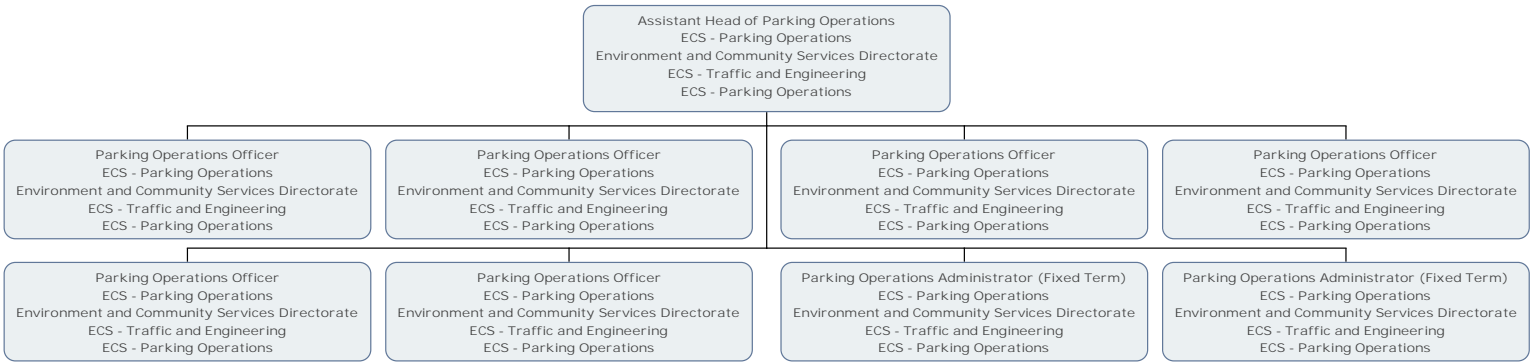 Assistant Head of Parking Operations
ECS - Parking Operations
Environment and Community Services Directorate
ECS - Traffic and Engineering
ECS - Parking Operations
Parking Operations Officer
ECS - Parking Operations
Environment and Community Services Directorate
ECS - Traffic and Engineering
ECS - Parking Operations
Parking Operations Officer
ECS - Parking Operations
Environment and Community Services Directorate
ECS - Traffic and Engineering
ECS - Parking Operations
Parking Operations Officer
ECS - Parking Operations
Environment and Community Services Directorate
ECS - Traffic and Engineering
ECS - Parking Operations
Parking Operations Officer
ECS - Parking Operations
Environment and Community Services Directorate
ECS - Traffic and Engineering
ECS - Parking Operations
Parking Operations Officer
ECS - Parking Operations
Environment and Community Services Directorate
ECS - Traffic and Engineering
ECS - Parking Operations
Parking Operations Officer
ECS - Parking Operations
Environment and Community Services Directorate
ECS - Traffic and Engineering
ECS - Parking Operations
Parking Operations Administrator (Fixed Term)
ECS - Parking Operations
Environment and Community Services Directorate
ECS - Traffic and Engineering
ECS - Parking Operations
Parking Operations Administrator (Fixed Term)
ECS - Parking Operations
Environment and Community Services Directorate
ECS - Traffic and Engineering
ECS - Parking Operations